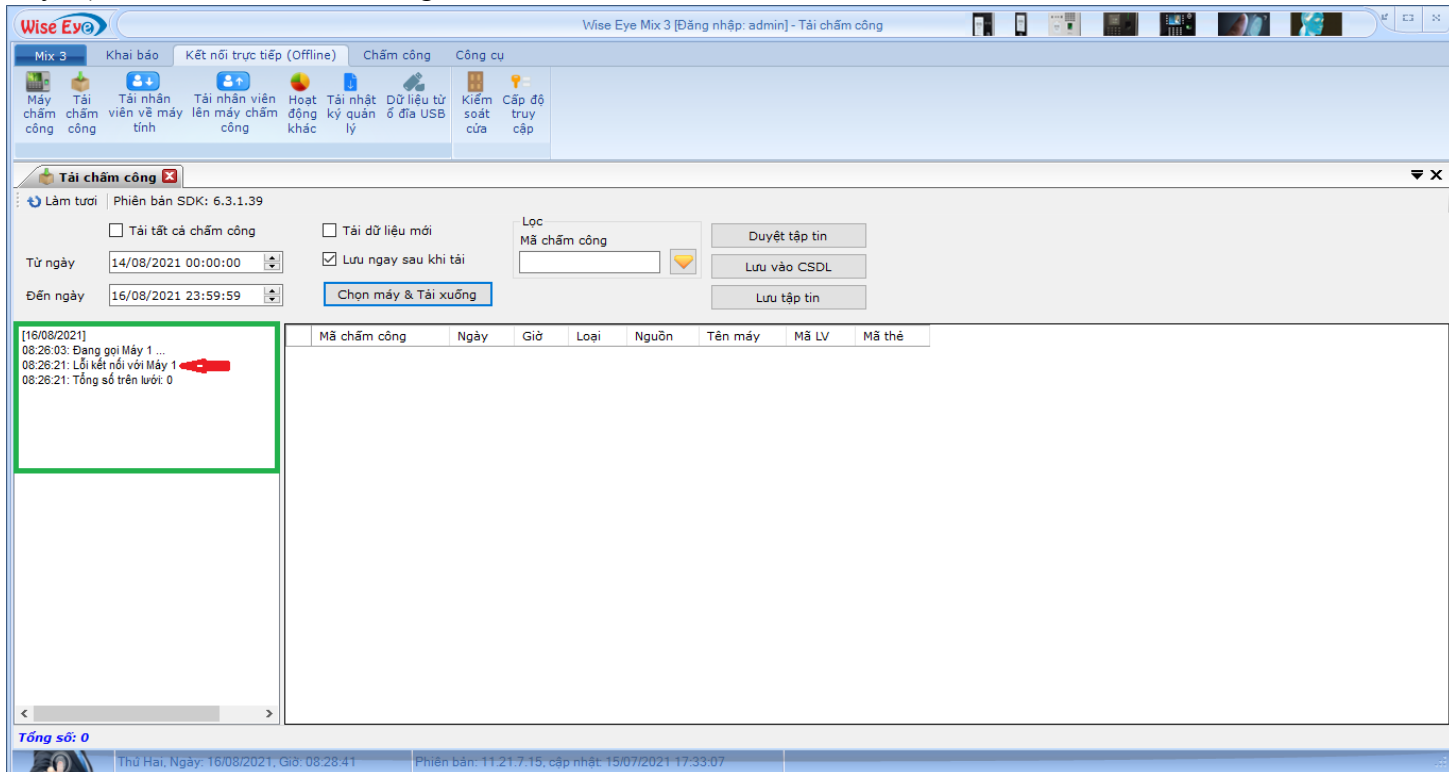 Wise Eye
Wise Eye Mix 3 [Đăng nhập: admin] - Tải chấm công
Mix 3 Khai báo Kết nối trực tiếp (Offline) Chấm công Công cụ
Máy chấm công
Tải chấm công
Tải nhân viên về máy tính
Tải nhân viên lên máy chấm công
Hoạt động khác
Tải nhật ký quản lý
Dữ liệu từ ổ đĩa USB
Kiểm soát cửa
Cấp độ truy cập
Tải chấm công
Làm tươi Phiên bản SDK: 6.3.1.39
Tải tất cả chấm công Tải dữ liệu mới
Lọc
Mã chấm công
Duyệt tập tin
Từ ngày 14/08/2021 00:00:00 Lưu ngay sau khi tải
Lưu vào CSDL
Đến ngày 16/08/2021 23:59:59 Chọn máy & Tải xuống
Lưu tập tin
[16/08/2021]
08:26:03: Đang gọi Máy 1 ...
08:26:21: Lỗi kết nối với Máy 1
08:26:21: Tổng số trên lưới: 0
Mã chấm công Ngày Giờ Loại Nguồn Tên máy Mã LV Mã thẻ
Tổng số: 0
Thứ Hai, Ngày: 16/08/2021, Giờ: 08:28:41 Phiên bản: 11.21.7.15, cập nhật: 15/07/2021 17:33:07